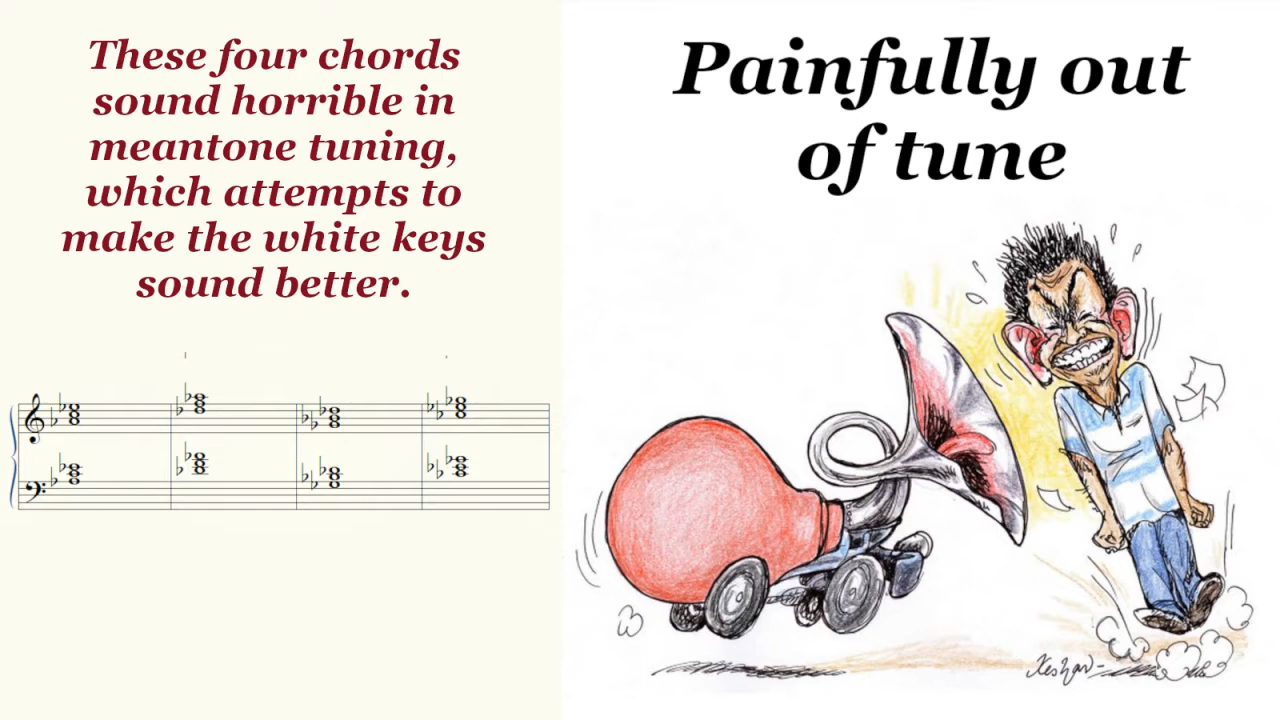 These four chords
sound horrible in
meantone tuning,
which attempts to
make the white keys
sound better.
Painfully out
of tune
Keshav